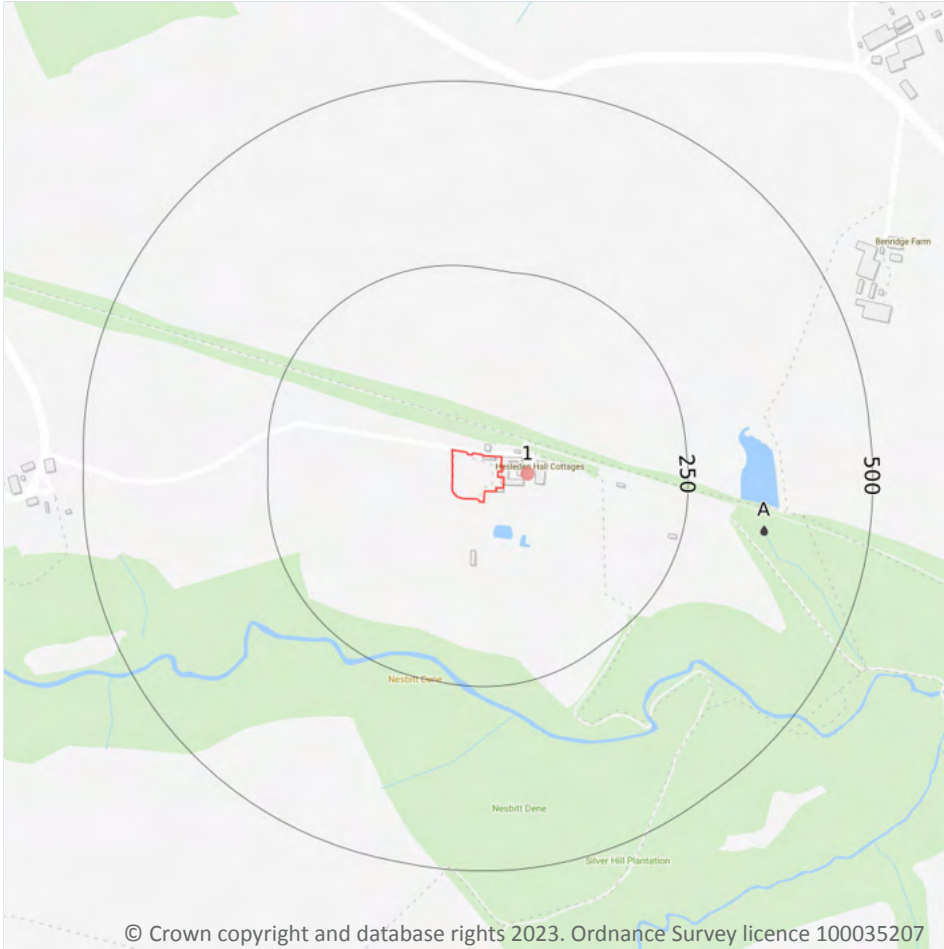 Benridge Farm
1
Hesleden Hall Cottages
250
500
A
Nesbitt Dene
Nesbitt Dene
Silver Hill Plantation
© Crown copyright and database rights 2023. Ordnance Survey licence 100035207